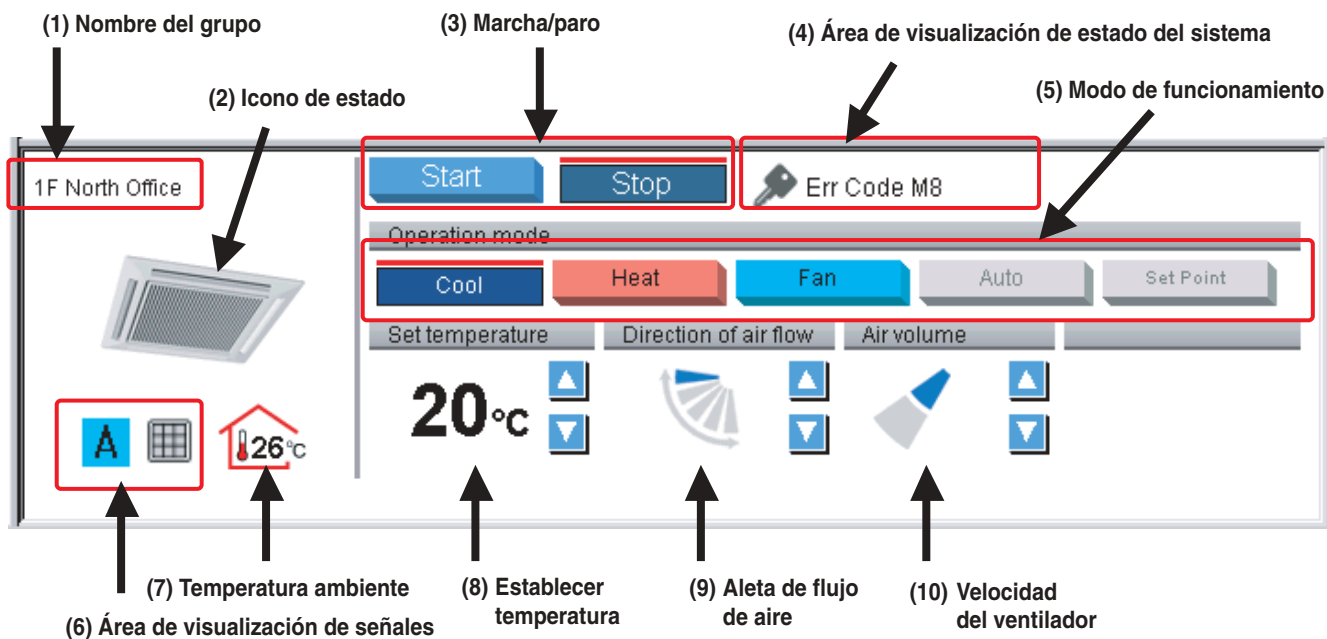 (1) Nombre del grupo
(3) Marcha/paro
(4) Área de visualización de estado del sistema
(2) Icono de estado
(5) Modo de funcionamiento
1F North Office
Start
Stop
Err Code M8
Operation mode
Cool
Heat
Fan
Auto
Set Point
Set temperature
Direction of air flow
Air volume
20°C
A
26°C
(7) Temperatura ambiente
(6) Área de visualización de señales
(8) Establecer
temperatura
(9) Aleta de flujo
de aire
(10) Velocidad
del ventilador